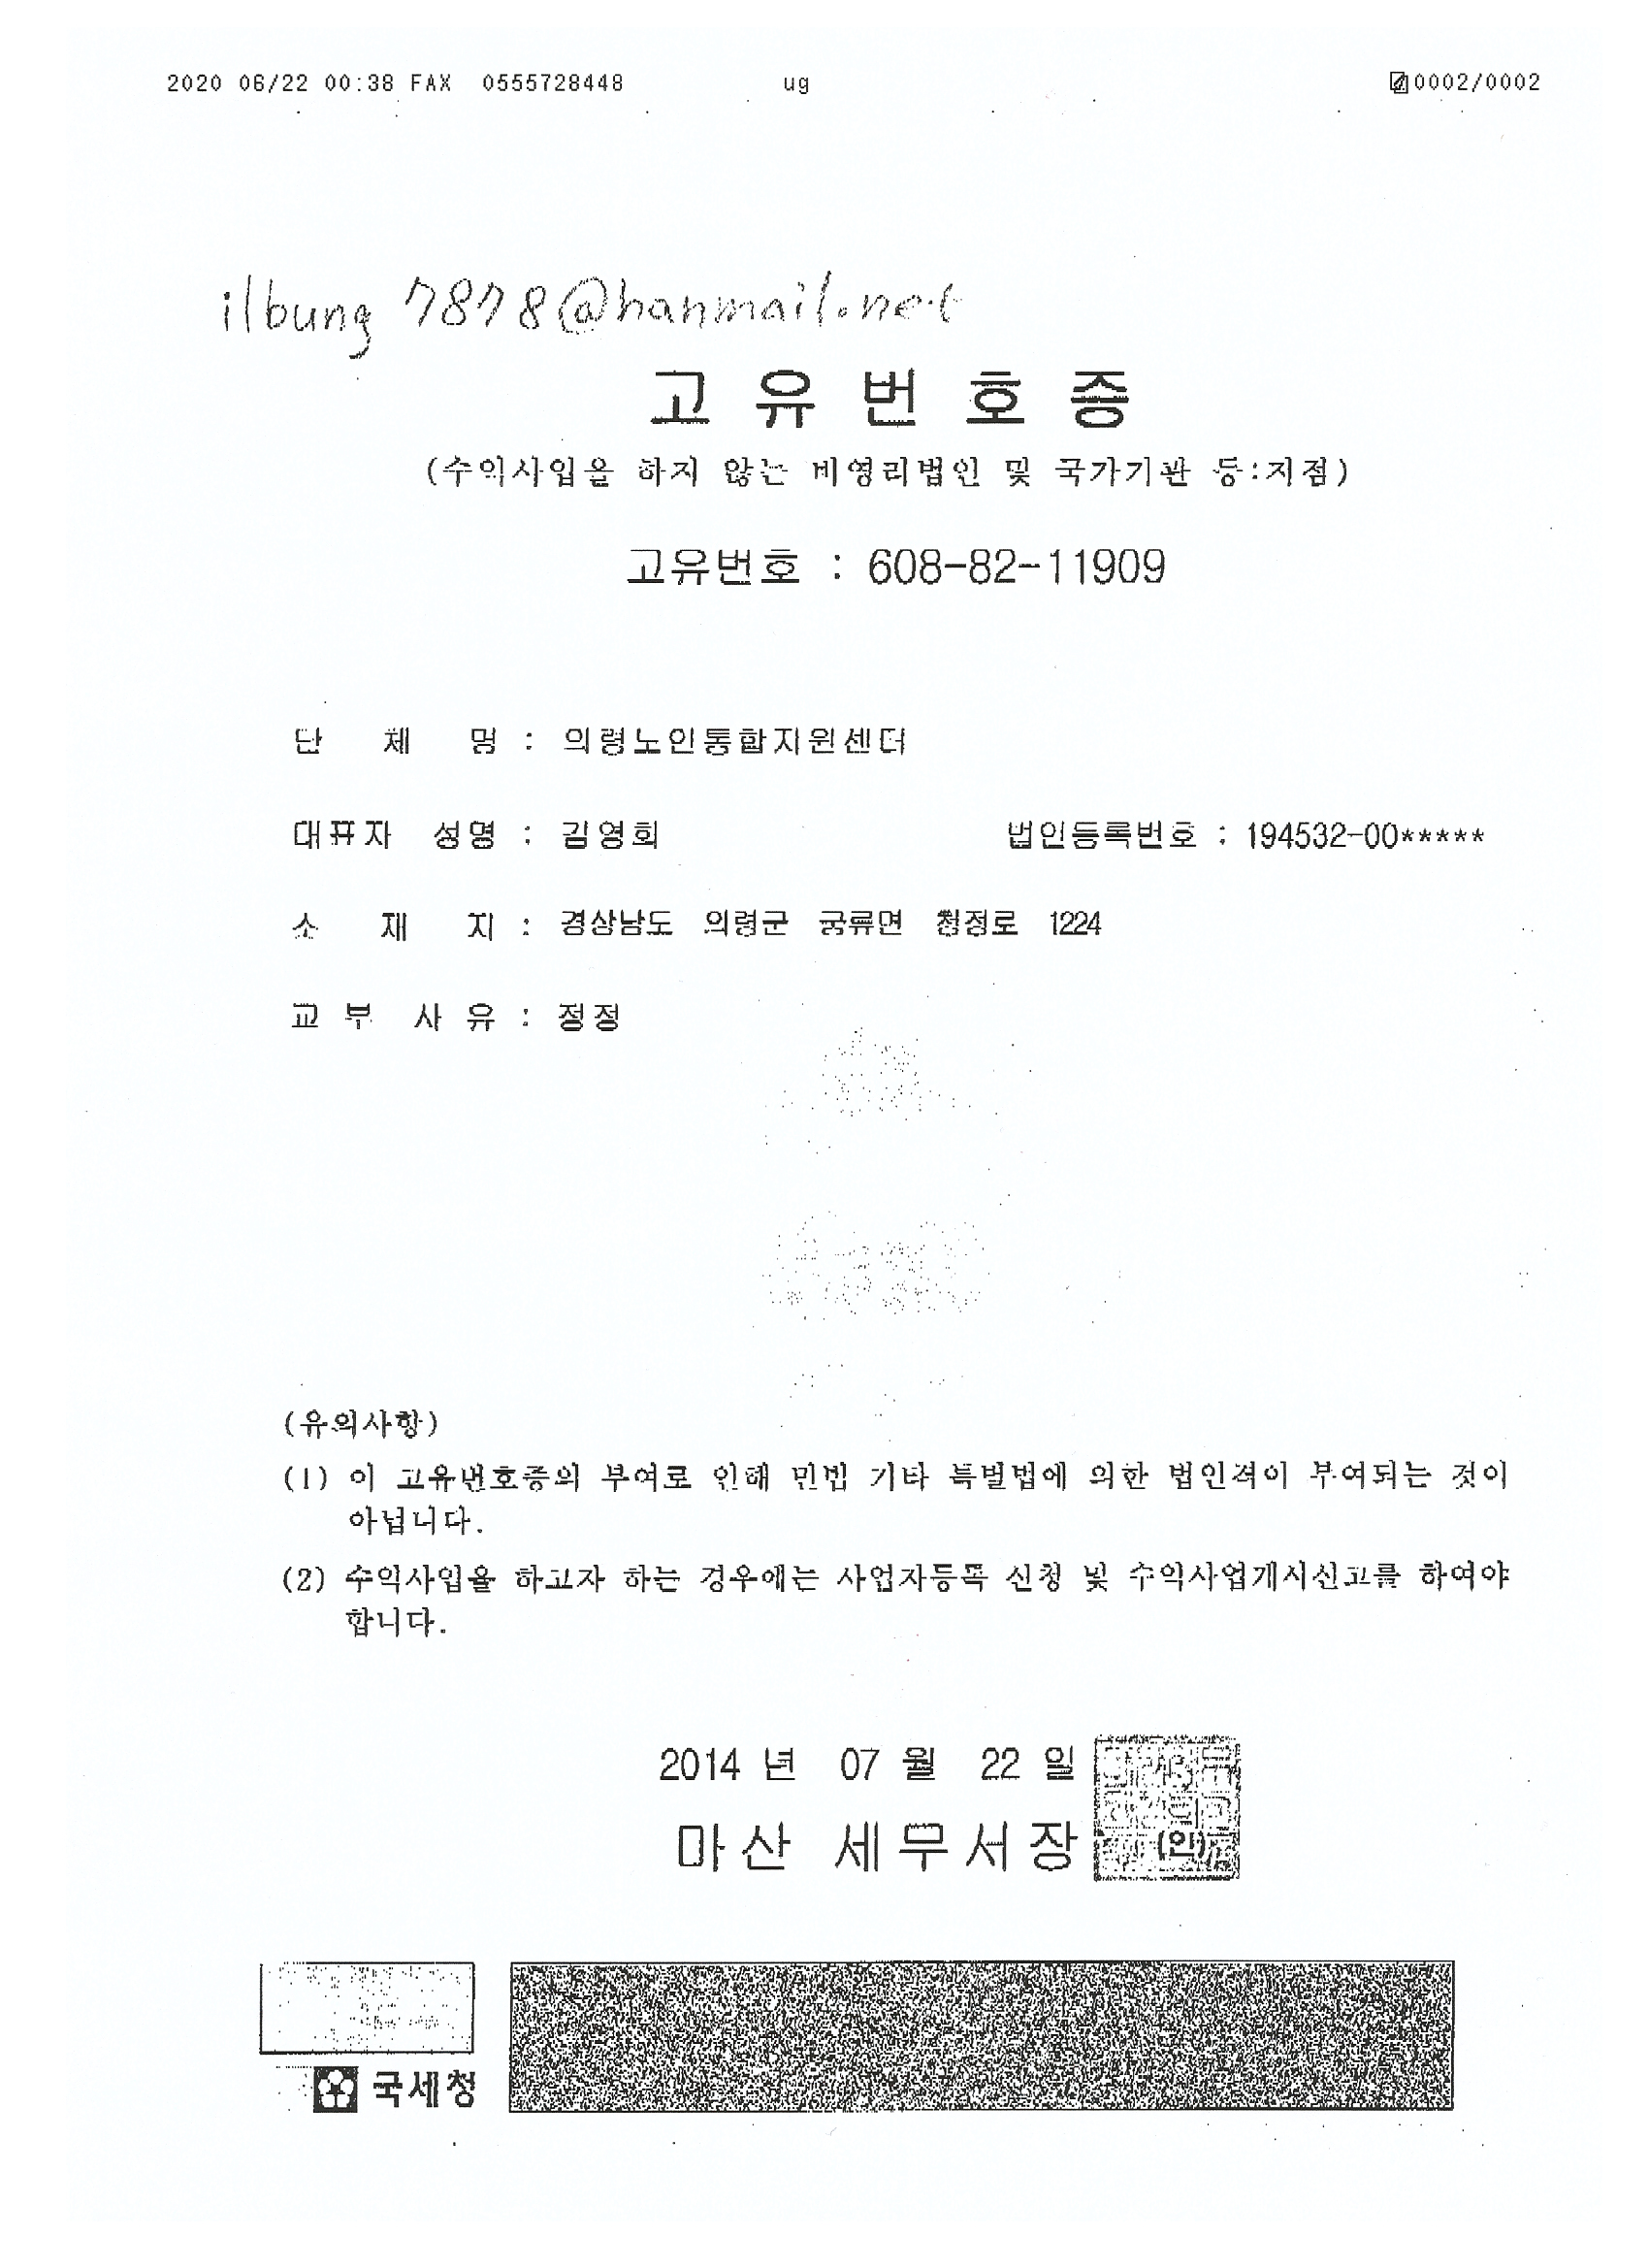 2020 06/22 00:38 FAX 0555728448 ug 0002/0002
ilbung 7878@hanmail.net
고 유 번 호 증
(수익사업을 하지 않는 비영리법인 및 국가기관 등:지점)
고유번호 : 608-82-11909
단 체 명 : 의령노인통합지원센터
대표자 성명 : 김영희 법인등록번호 : 194532-00*****
소 재 지 : 경상남도 의령군 궁류면 청정로 1224
교 부 사 유 : 정정
(유의사항)
(1) 이 고유번호증의 부여로 인해 민법 기타 특별법에 의한 법인격이 부여되는 것이
아닙니다.
(2) 수익사업을 하고자 하는 경우에는 사업자등록 신청 및 수익사업개시신고를 하여야
합니다.
2014 년 07 월 22 일
마산 세무서장 (인)
국세청